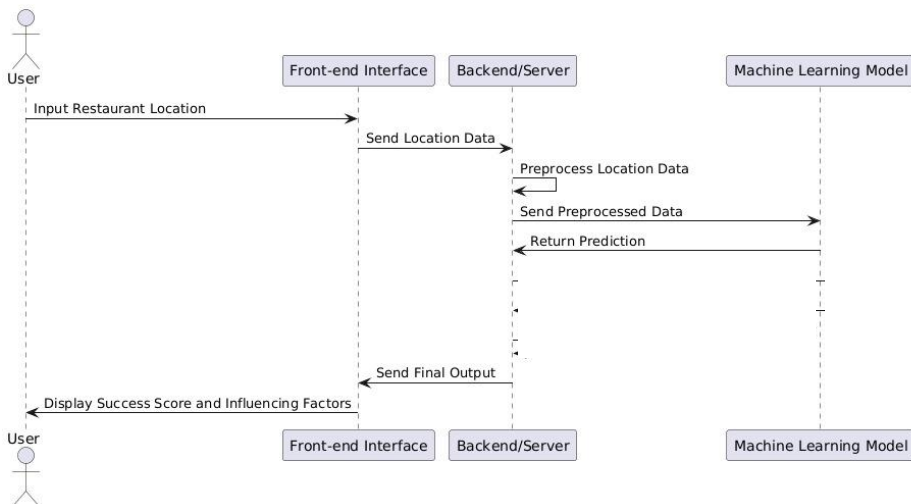 User
Front-end Interface
Backend/Server
Machine Learning Model
Input Restaurant Location
Send Location Data
Preprocess Location Data
Send Preprocessed Data
Return Prediction
Send Final Output
Display Success Score and Influencing Factors
User
Front-end Interface
Backend/Server
Machine Learning Model